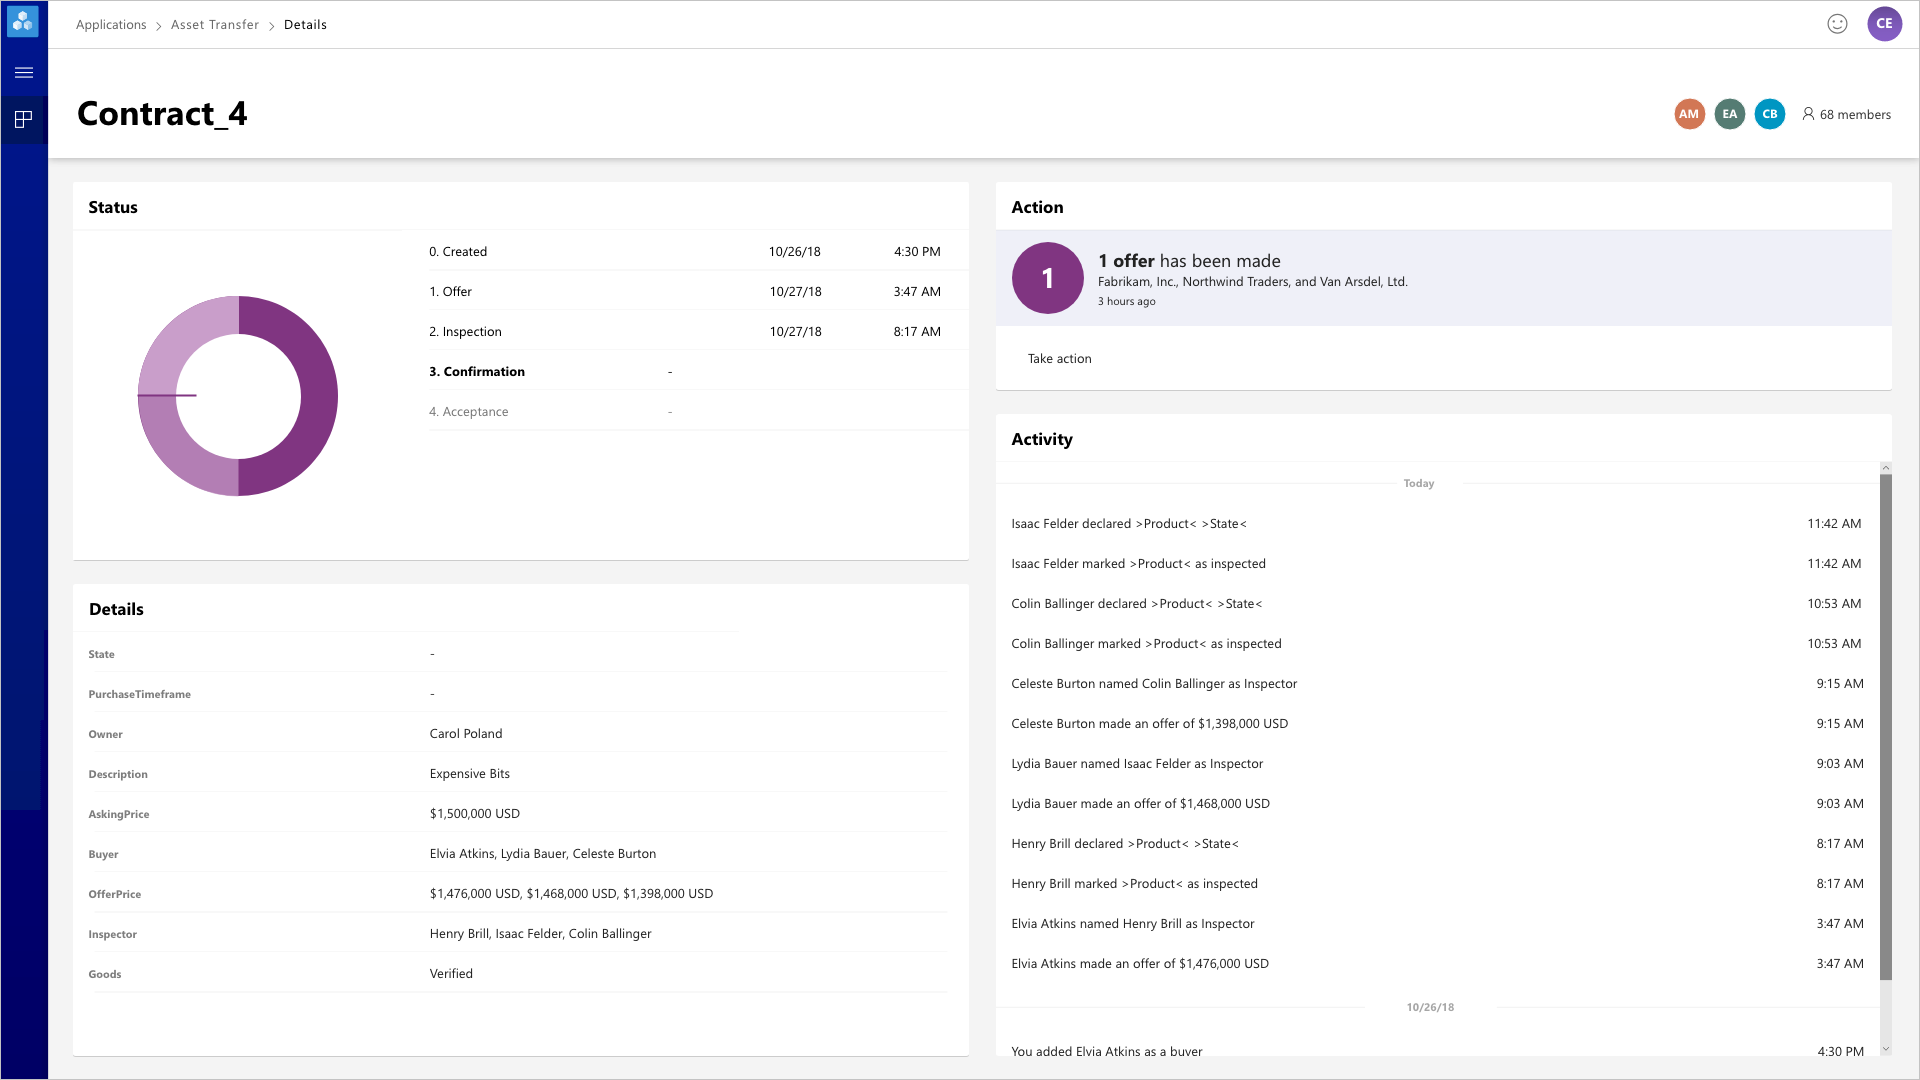 Applications > Asset Transfer > Details
CE
Contract_4
AM EA CB 68 members
Status
0. Created 10/26/18 4:30 PM
1. Offer 10/27/18 3:47 AM
2. Inspection 10/27/18 8:17 AM
3. Confirmation -
4. Acceptance -
Details
State -
PurchaseTimeframe -
Owner Carol Poland
Description Expensive Bits
AskingPrice $1,500,000 USD
Buyer Elvia Atkins, Lydia Bauer, Celeste Burton
OfferPrice $1,476,000 USD, $1,468,000 USD, $1,398,000 USD
Inspector Henry Brill, Isaac Felder, Colin Ballinger
Goods Verified
Action
1
1 offer has been made
Fabrikam, Inc., Northwind Traders, and Van Arsdel, Ltd.
3 hours ago
Take action
Activity
Today
Isaac Felder declared >Product< >State< 11:42 AM
Isaac Felder marked >Product< as inspected 11:42 AM
Colin Ballinger declared >Product< >State< 10:53 AM
Colin Ballinger marked >Product< as inspected 10:53 AM
Celeste Burton named Colin Ballinger as Inspector 9:15 AM
Celeste Burton made an offer of $1,398,000 USD 9:15 AM
Lydia Bauer named Isaac Felder as Inspector 9:03 AM
Lydia Bauer made an offer of $1,468,000 USD 9:03 AM
Henry Brill declared >Product< >State< 8:17 AM
Henry Brill marked >Product< as inspected 8:17 AM
Elvia Atkins named Henry Brill as Inspector 3:47 AM
Elvia Atkins made an offer of $1,476,000 USD 3:47 AM
10/26/18
You added Elvia Atkins as a buyer 4:30 PM